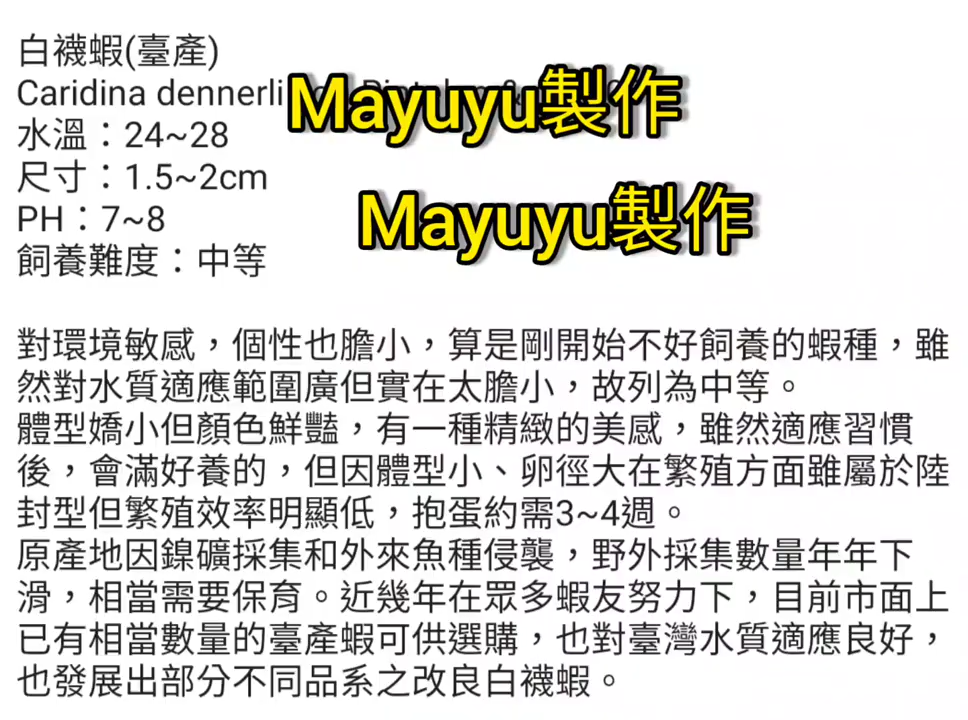 白襪蝦(臺產)
Caridina dennerli
Mayuyu製作
水溫：24~28
尺寸：1.5~2cm
PH：7~8
Mayuyu製作
飼養難度：中等
對環境敏感，個性也膽小，算是剛開始不好飼養的蝦種，雖
然對水質適應範圍廣但實在太膽小，故列為中等。
體型嬌小但顏色鮮豔，有一種精緻的美感，雖然適應習慣
後，會滿好養的，但因體型小、卵徑大在繁殖方面雖屬於陸
封型但繁殖效率明顯低，抱蛋約需3~4週。
原產地因鎳礦採集和外來魚種侵襲，野外採集數量年年下
滑，相當需要保育。近幾年在眾多蝦友努力下，目前市面上
已有相當數量的臺產蝦可供選購，也對臺灣水質適應良好，
也發展出部分不同品系之改良白襪蝦。